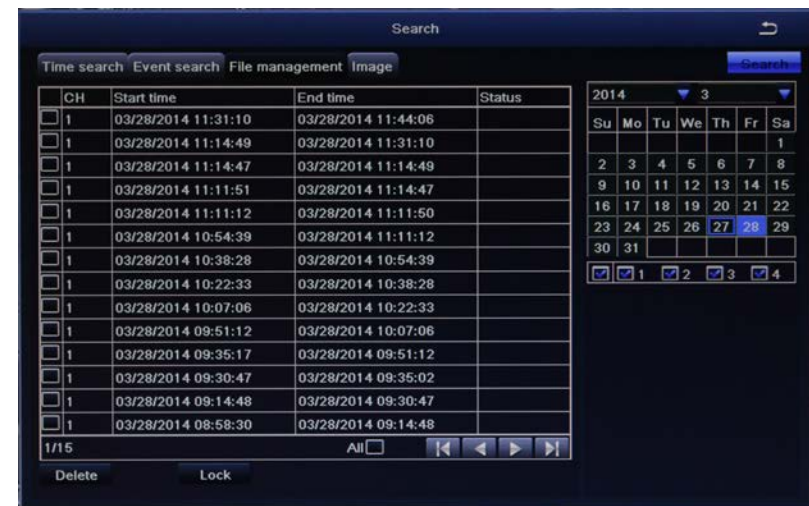 Search
Time search Event search File management Image Search
CH Start time End time Status
1 03/28/2014 11:31:10 03/28/2014 11:44:06
1 03/28/2014 11:14:49 03/28/2014 11:31:10
1 03/28/2014 11:14:47 03/28/2014 11:14:49
1 03/28/2014 11:11:51 03/28/2014 11:14:47
1 03/28/2014 11:11:12 03/28/2014 11:11:50
1 03/28/2014 10:54:39 03/28/2014 11:11:12
1 03/28/2014 10:38:28 03/28/2014 10:54:39
1 03/28/2014 10:22:33 03/28/2014 10:38:28
1 03/28/2014 10:07:06 03/28/2014 10:22:33
1 03/28/2014 09:51:12 03/28/2014 10:07:06
1 03/28/2014 09:35:17 03/28/2014 09:51:12
1 03/28/2014 09:30:47 03/28/2014 09:35:02
1 03/28/2014 09:14:48 03/28/2014 09:30:47
1 03/28/2014 08:58:30 03/28/2014 09:14:48
1/15 All
Delete Lock
2014 3
Su Mo Tu We Th Fr Sa
1
2 3 4 5 6 7 8
9 10 11 12 13 14 15
16 17 18 19 20 21 22
23 24 25 26 27 28 29
30 31
1 2 3 4